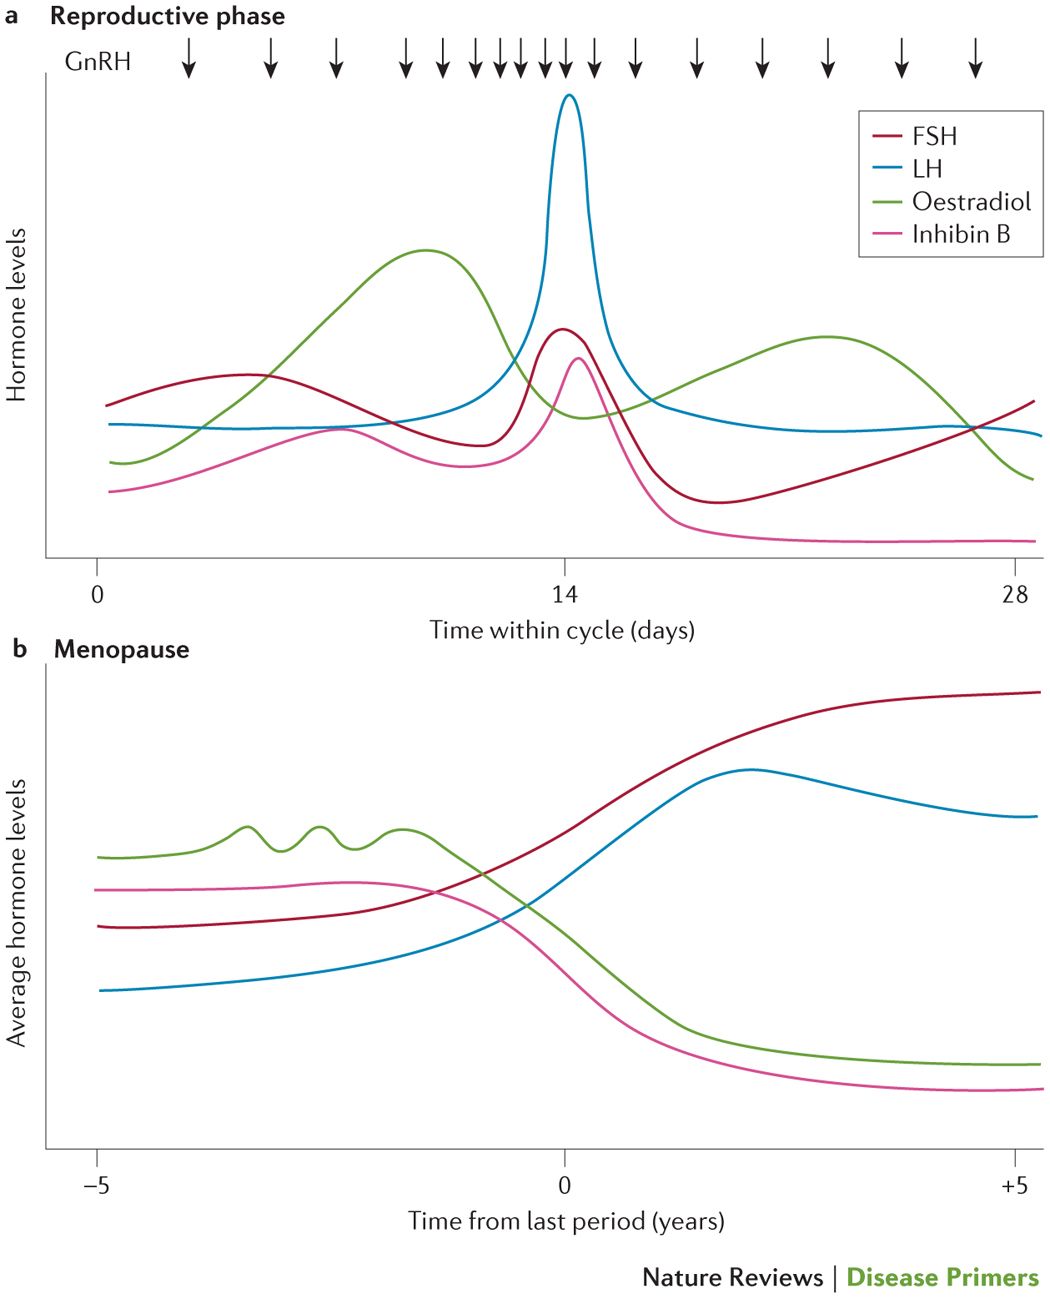 a Reproductive phase
GnRH
FSH
LH
Oestradiol
Inhibin B
Hormone levels
0 14 28
Time within cycle (days)
b Menopause
Average hormone levels
–5 0 +5
Time from last period (years)
Nature Reviews | Disease Primers